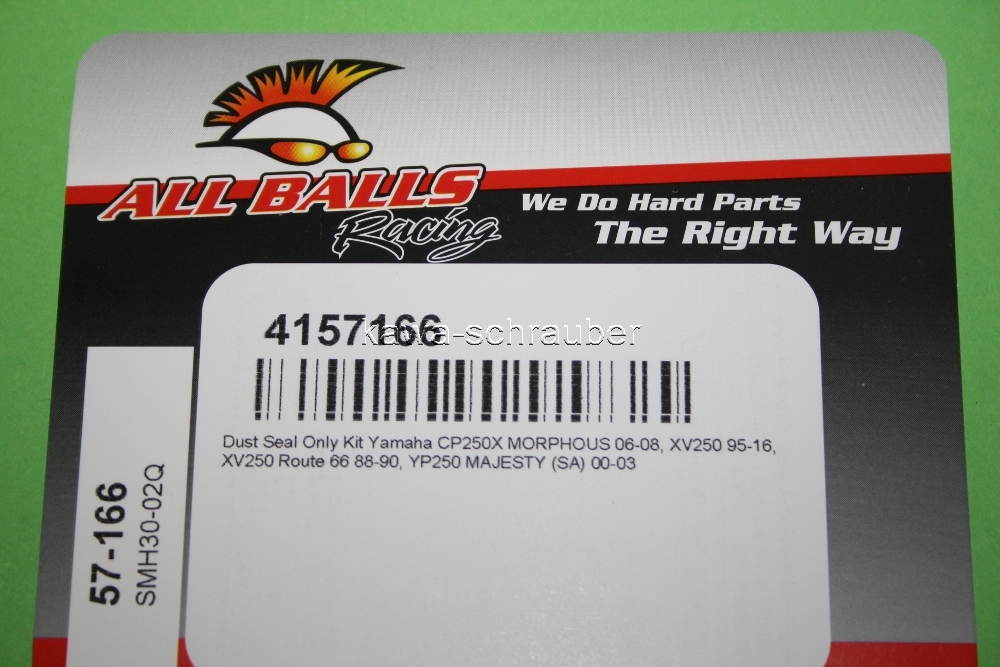 ALL BALLS
Racing
We Do Hard Parts
The Right Way
4157166
kawa-schrauber
Dust Seal Only Kit Yamaha CP250X MORPHOUS 06-08, XV250 95-16,
XV250 Route 66 88-90, YP250 MAJESTY (SA) 00-03
57-166
SMH30-02Q